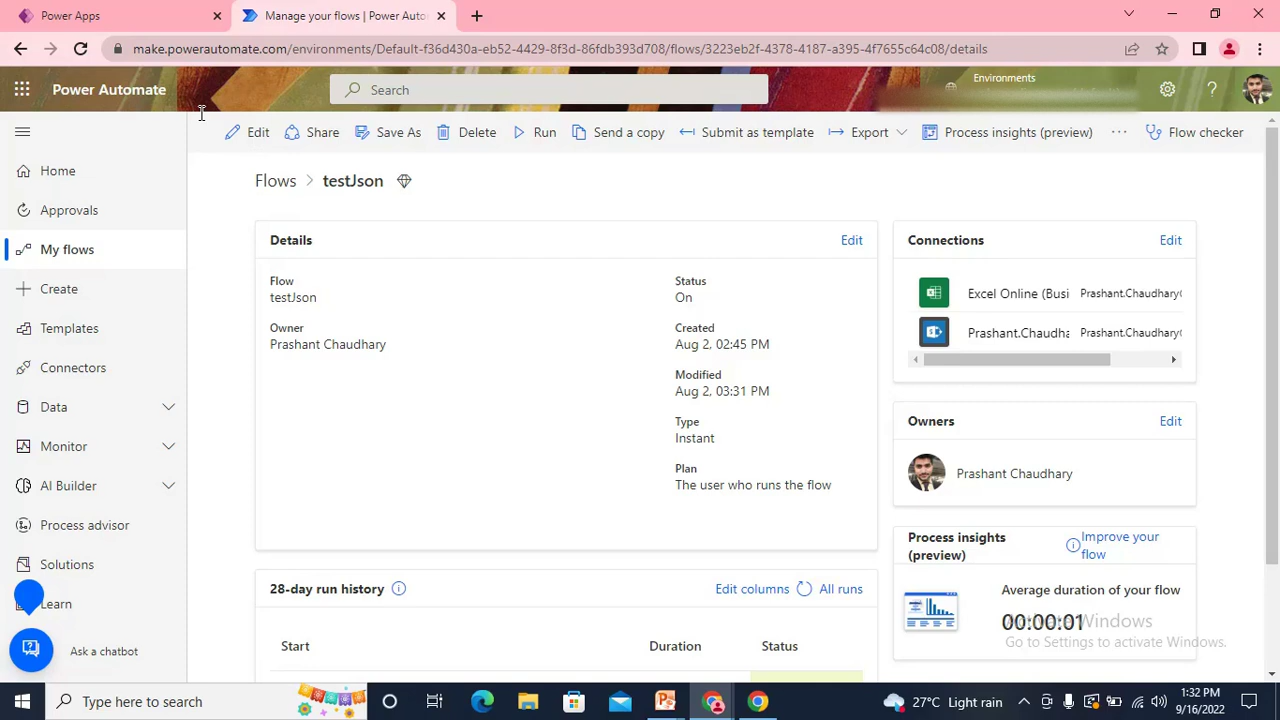 Power Apps
Manage your flows | Power Auto
make.powerautomate.com/environments/Default-f36d430a-eb52-4429-8f3d-86fdb393d708/flows/3223eb2f-4378-4187-a395-4f7655c64c08/details
Power Automate
Search
Environments
Edit Share Save As Delete Run Send a copy Submit as template Export Process insights (preview) ··· Flow checker
Home
Approvals
My flows
Create
Templates
Connectors
Data
Monitor
AI Builder
Process advisor
Solutions
Learn
Ask a chatbot
Flows > testJson
Details Edit
Flow
testJson
Owner
Prashant Chaudhary
Status
On
Created
Aug 2, 02:45 PM
Modified
Aug 2, 03:31 PM
Type
Instant
Plan
The user who runs the flow
28-day run history Edit columns All runs
Start Duration Status
Connections Edit
Excel Online (Busi Prashant.Chaudhary(
Prashant.Chaudha Prashant.Chaudhary(
Owners Edit
Prashant Chaudhary
Process insights
(preview)
Improve your
flow
Average duration of your flow
00:00:01
Activate Windows
Go to Settings to activate Windows.
Type here to search
27°C Light rain
1:32 PM
9/16/2022